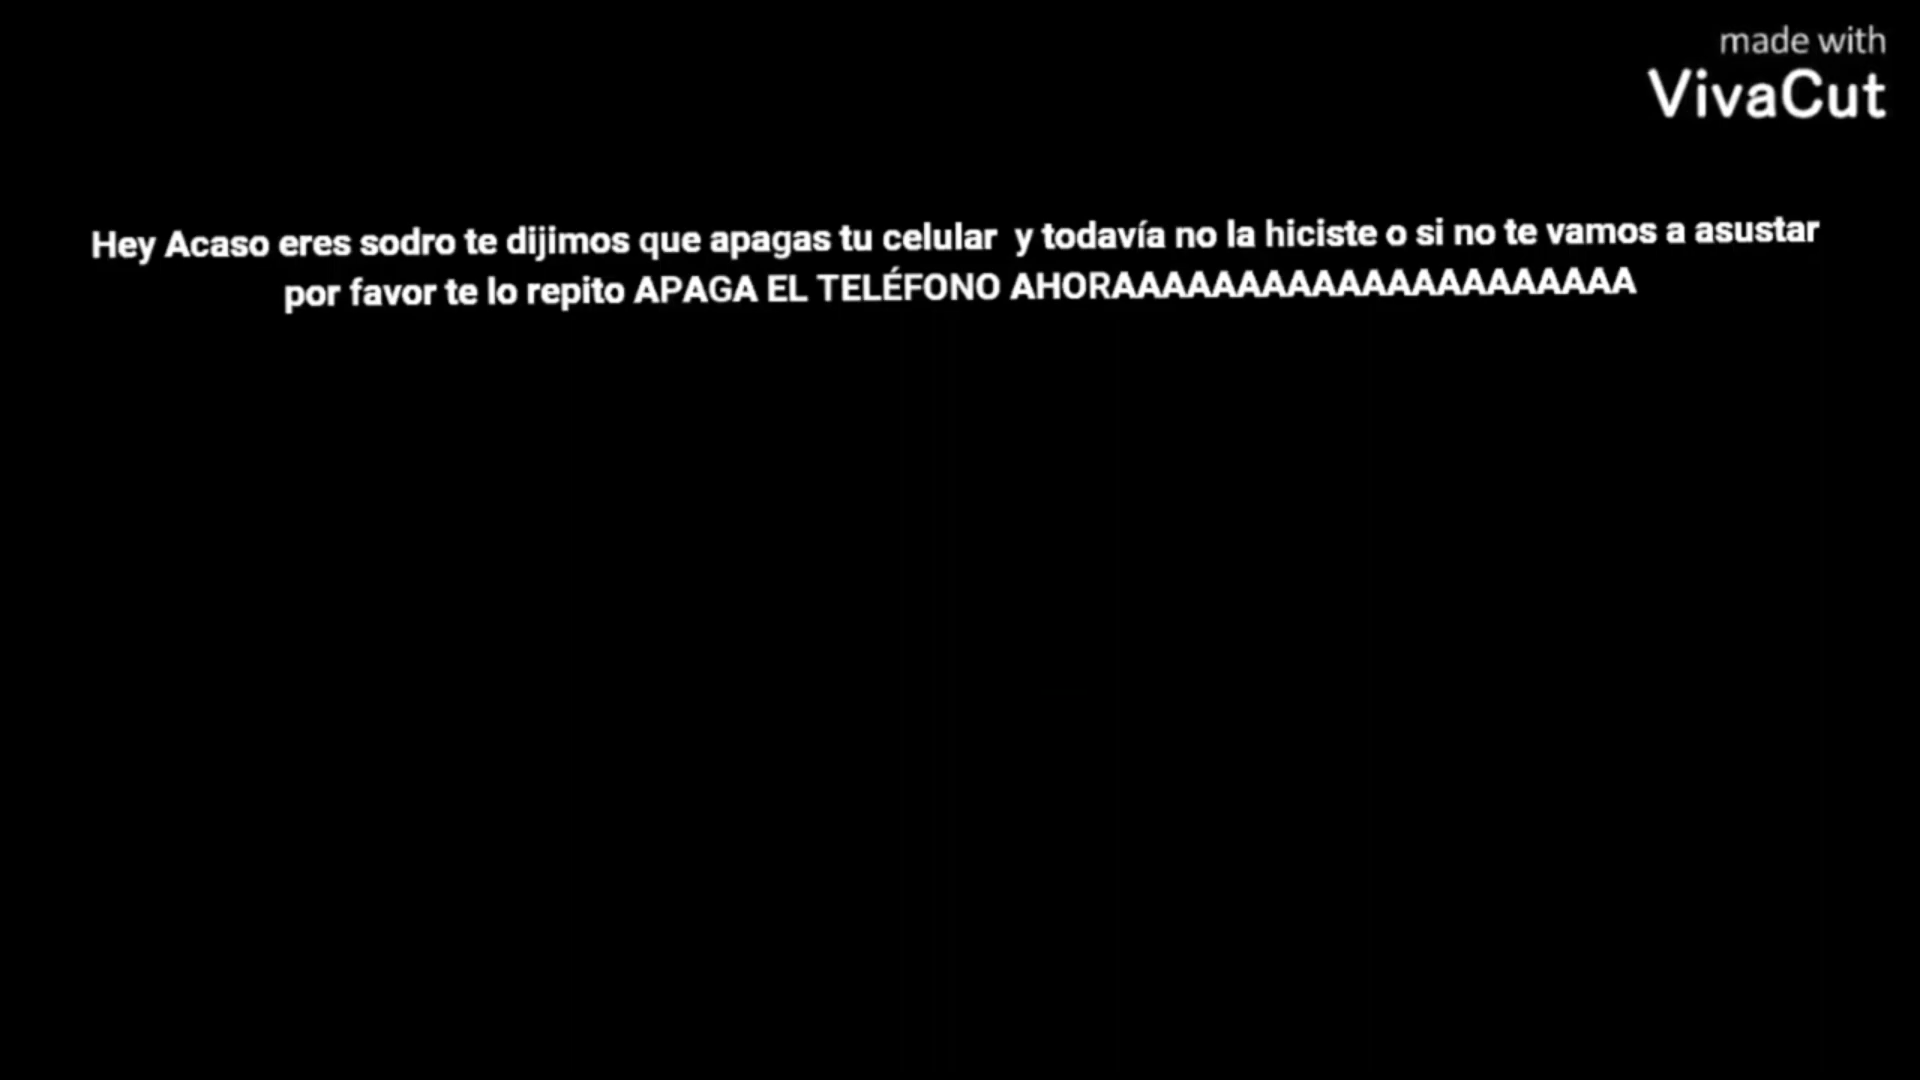 made with
VivaCut
Hey Acaso eres sodro te dijimos que apagas tu celular y todavía no la hiciste o si no te vamos a asustar
por favor te lo repito APAGA EL TELÉFONO AHORAAAAAAAAAAAAAAAAAAAAA